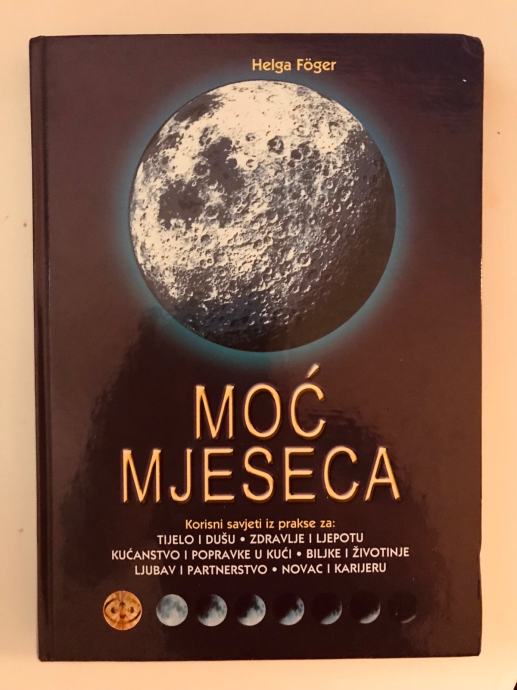 Helga Föger
MOĆ
MJESECA
Korisni savjeti iz prakse za:
TIJELO I DUŠU • ZDRAVLJE I LJEPOTU
KUĆANSTVO I POPRAVKE U KUĆI • BILJKE I ŽIVOTINJE
LJUBAV I PARTNERSTVO • NOVAC I KARIJERU